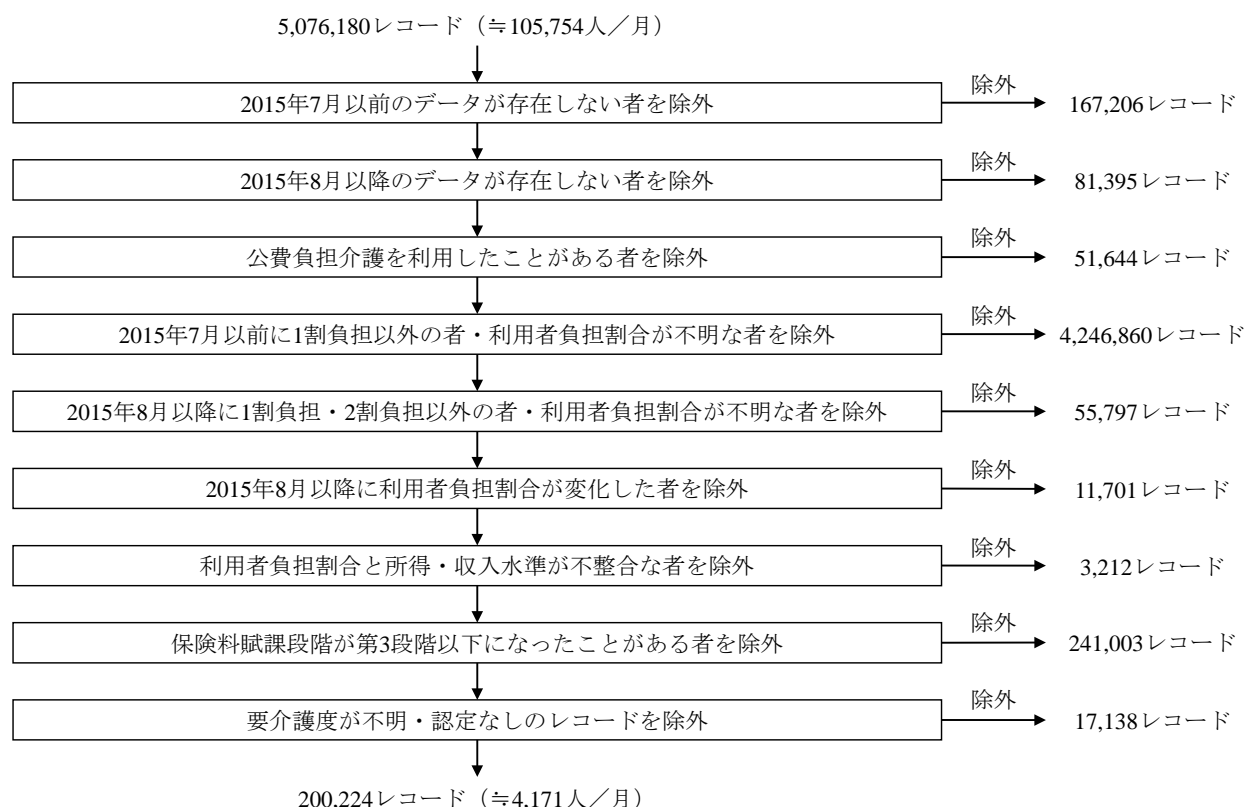 5,076,180レコード（≒105,754人／月）
2015年7月以前のデータが存在しない者を除外
除外
167,206レコード
2015年8月以降のデータが存在しない者を除外
除外
81,395レコード
公費負担介護を利用したことがある者を除外
除外
51,644レコード
2015年7月以前に1割負担以外の者・利用者負担割合が不明な者を除外
除外
4,246,860レコード
2015年8月以降に1割負担・2割負担以外の者・利用者負担割合が不明な者を除外
除外
55,797レコード
2015年8月以降に利用者負担割合が変化した者を除外
除外
11,701レコード
利用者負担割合と所得・収入水準が不整合な者を除外
除外
3,212レコード
保険料賦課段階が第3段階以下になったことがある者を除外
除外
241,003レコード
要介護度が不明・認定なしのレコードを除外
除外
17,138レコード
200,224レコード（≒4,171人／月）